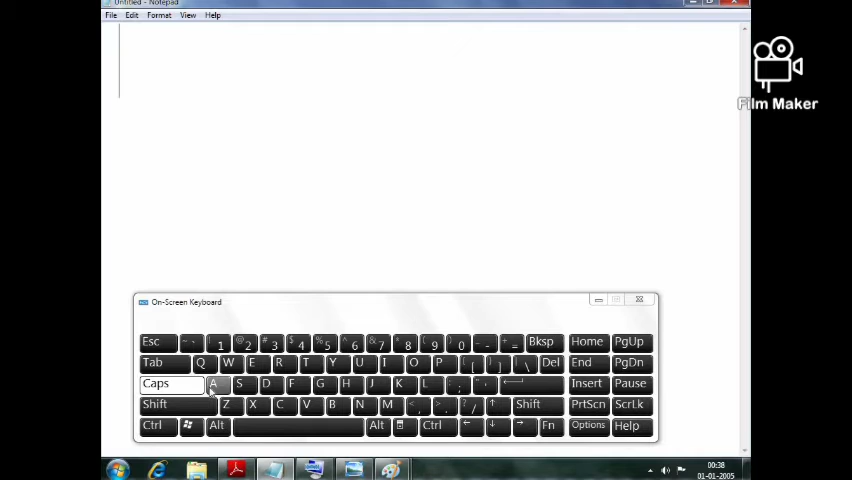 Untitled - Notepad
File Edit Format View Help
Film Maker
On-Screen Keyboard
Esc ~ ` ! 1 @ 2 # 3 $ 4 % 5 ^ 6 & 7 * 8 ( 9 ) 0 _ - + = Bksp Home PgUp
Tab Q W E R T Y U I O P { [ } ] | \ Del End PgDn
Caps A S D F G H J K L : ; " ' Insert Pause
Shift Z X C V B N M < , > . ? / ↑ Shift PrtScn ScrLk
Ctrl Alt Alt Ctrl ← ↓ → Fn Options Help
00:38
01-01-2005